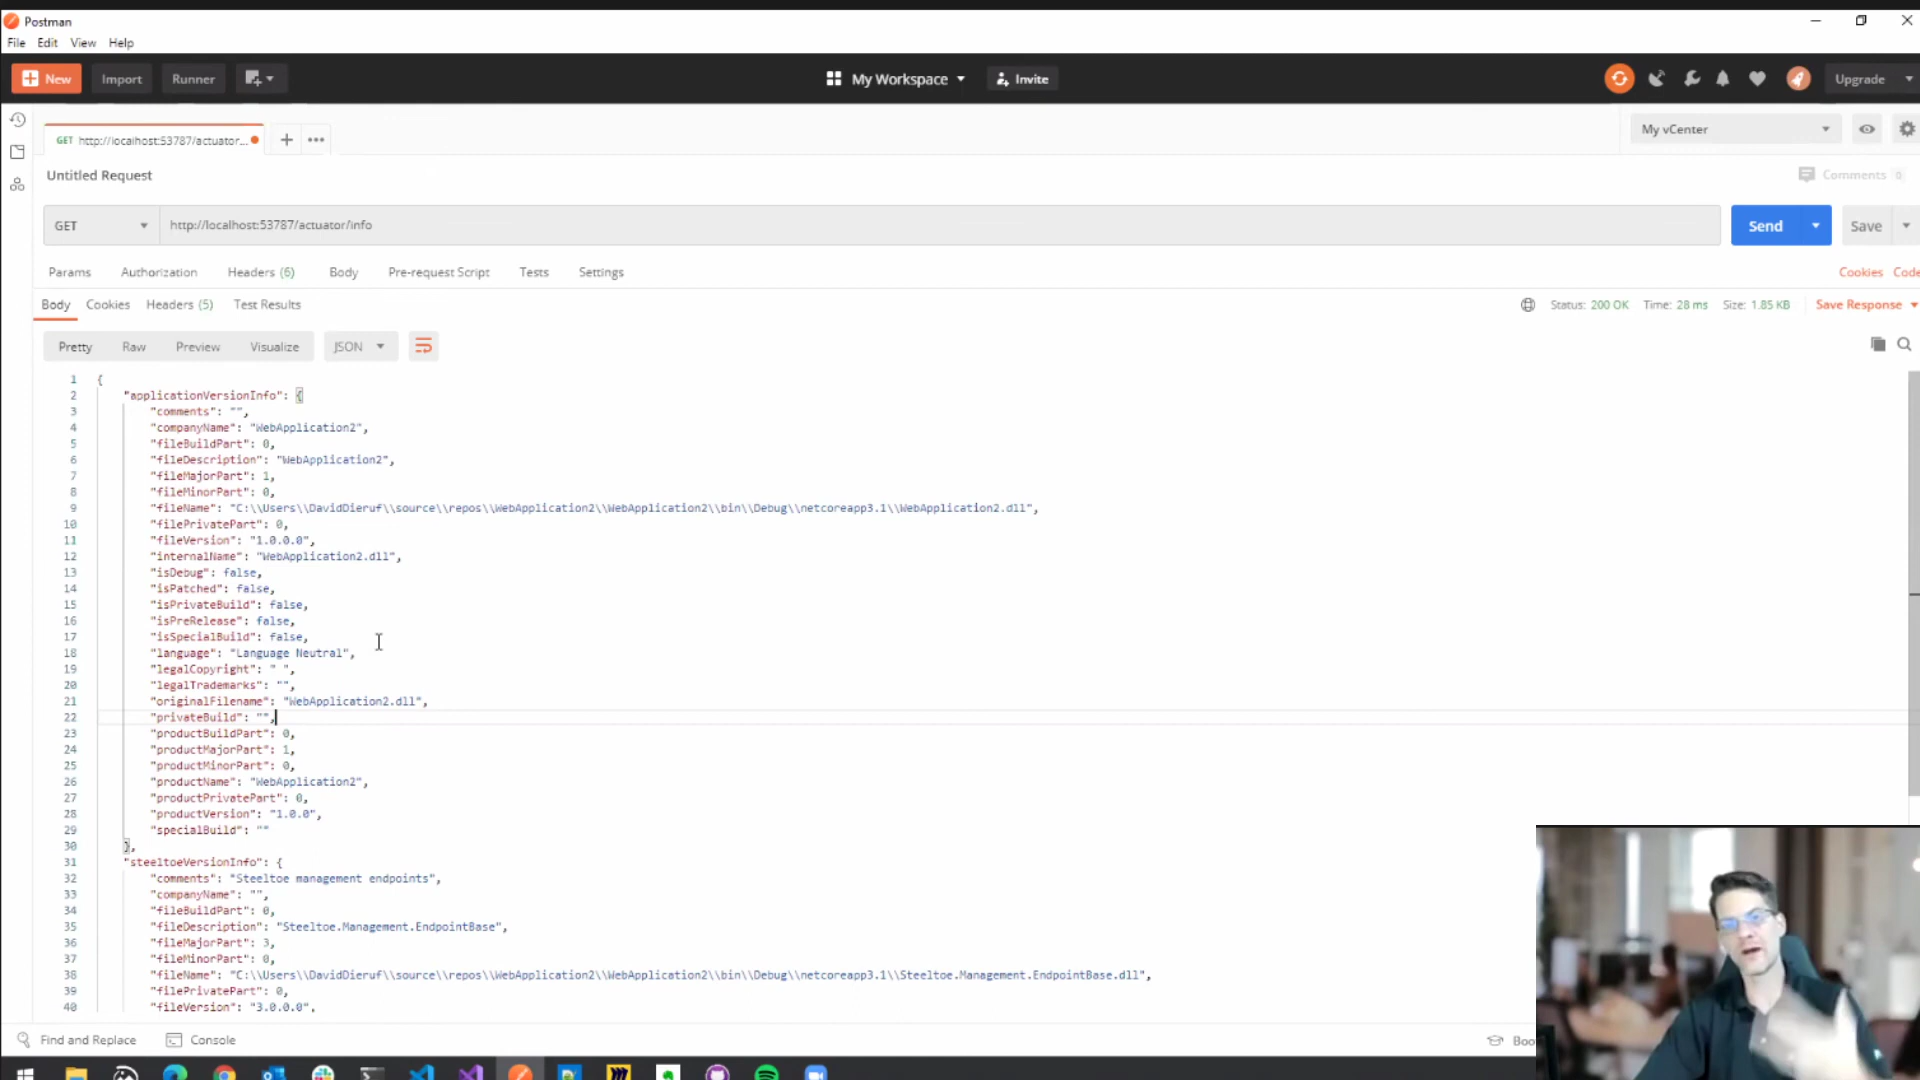 Postman
File Edit View Help
New Import Runner My Workspace Invite Upgrade
GET http://localhost:53787/actuator... My vCenter
Untitled Request Comments 0
GET http://localhost:53787/actuator/info Send Save
Params Authorization Headers (6) Body Pre-request Script Tests Settings Cookies Code
Body Cookies Headers (5) Test Results Status: 200 OK Time: 28 ms Size: 1.85 KB Save Response
Pretty Raw Preview Visualize JSON
1 {
2 "applicationVersionInfo": {
3 "comments": "",
4 "companyName": "WebApplication2",
5 "fileBuildPart": 0,
6 "fileDescription": "WebApplication2",
7 "fileMajorPart": 1,
8 "fileMinorPart": 0,
9 "fileName": "C:\\Users\\DavidDieruf\\source\\repos\\WebApplication2\\WebApplication2\\bin\\Debug\\netcoreapp3.1\\WebApplication2.dll",
10 "filePrivatePart": 0,
11 "fileVersion": "1.0.0.0",
12 "internalName": "WebApplication2.dll",
13 "isDebug": false,
14 "isPatched": false,
15 "isPrivateBuild": false,
16 "isPreRelease": false,
17 "isSpecialBuild": false,
18 "language": "Language Neutral",
19 "legalCopyright": " ",
20 "legalTrademarks": "",
21 "originalFilename": "WebApplication2.dll",
22 "privateBuild": "",
23 "productBuildPart": 0,
24 "productMajorPart": 1,
25 "productMinorPart": 0,
26 "productName": "WebApplication2",
27 "productPrivatePart": 0,
28 "productVersion": "1.0.0",
29 "specialBuild": ""
30 },
31 "steeltoeVersionInfo": {
32 "comments": "Steeltoe management endpoints",
33 "companyName": "",
34 "fileBuildPart": 0,
35 "fileDescription": "Steeltoe.Management.EndpointBase",
36 "fileMajorPart": 3,
37 "fileMinorPart": 0,
38 "fileName": "C:\\Users\\DavidDieruf\\source\\repos\\WebApplication2\\WebApplication2\\bin\\Debug\\netcoreapp3.1\\Steeltoe.Management.EndpointBase.dll",
39 "filePrivatePart": 0,
40 "fileVersion": "3.0.0.0",
Find and Replace Console